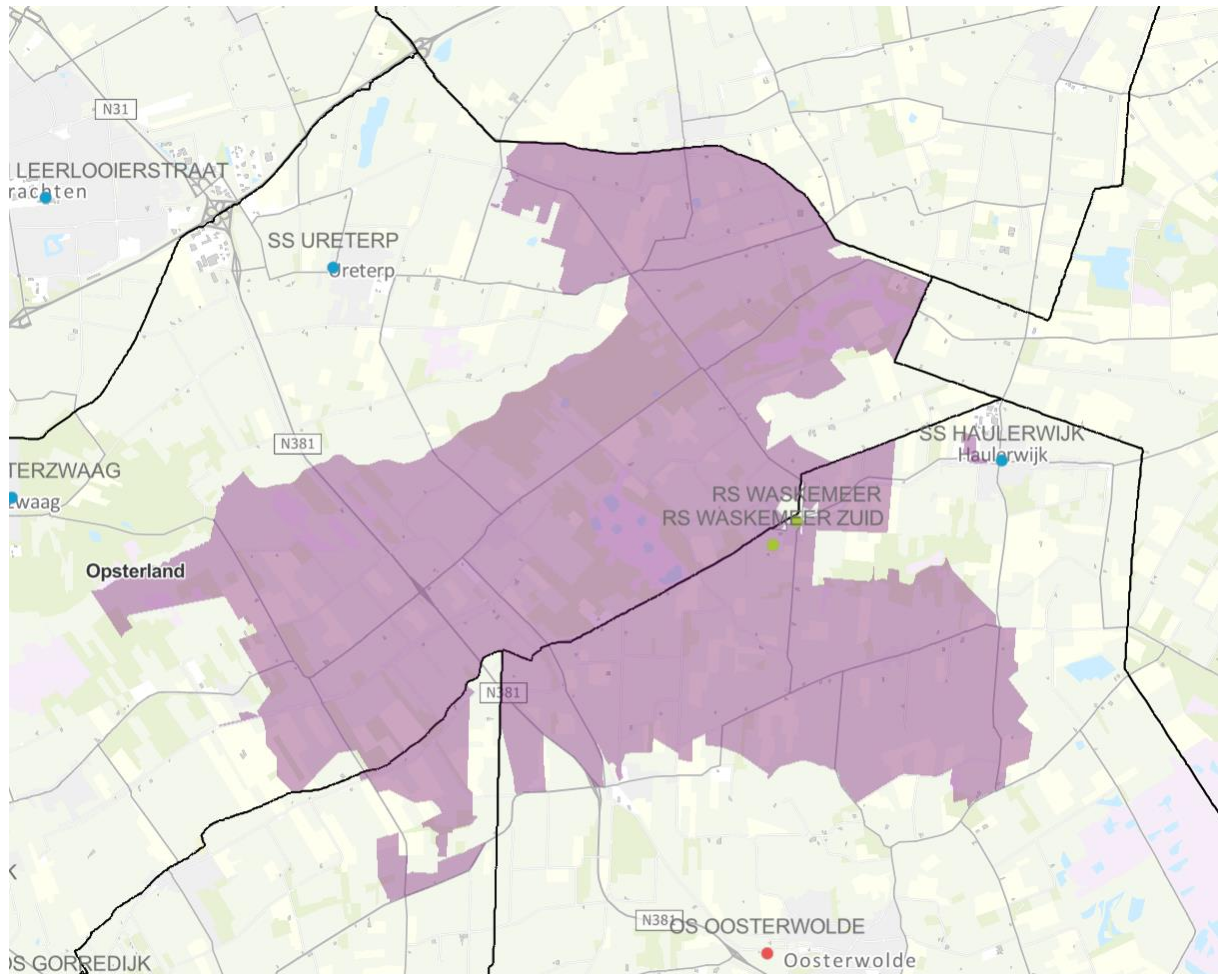 N31
LEERLOOIERSTRAAT
rachten
SS URETERP
Ureterp
N381
SS HAULERWIJK
Haulerwijk
TERZWAAG
waag
RS WASKEMEER
RS WASKEMEER ZUID
Opsterland
N381
K
N381
OS OOSTERWOLDE
Oosterwolde
OS GORREDIJK